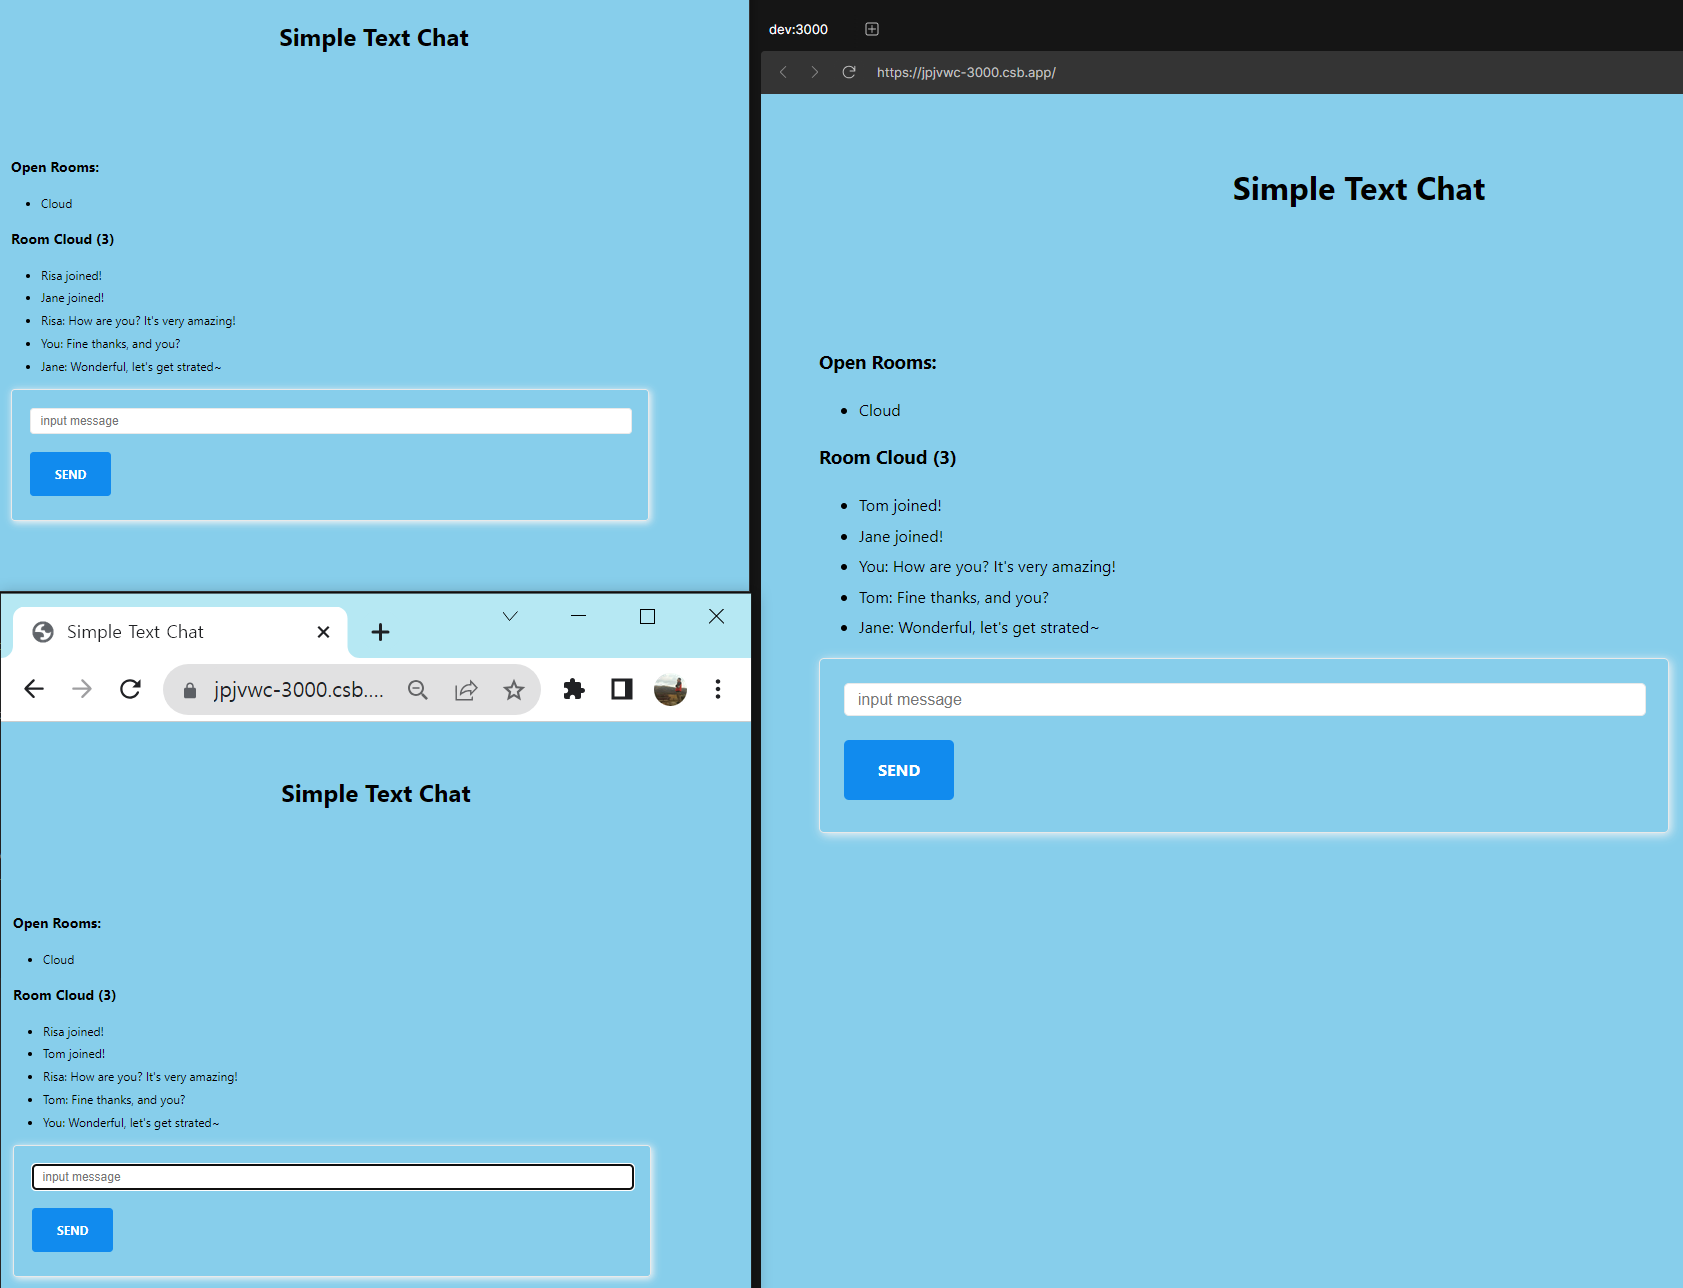 Simple Text Chat
Open Rooms:
Cloud
Room Cloud (3)
Risa joined!
Jane joined!
Risa: How are you? It's very amazing!
You: Fine thanks, and you?
Jane: Wonderful, let's get strated~
input message
SEND
Simple Text Chat
jpjvwc-3000.csb....
Simple Text Chat
Open Rooms:
Cloud
Room Cloud (3)
Risa joined!
Tom joined!
Risa: How are you? It's very amazing!
Tom: Fine thanks, and you?
You: Wonderful, let's get strated~
input message
SEND
dev:3000
https://jpjvwc-3000.csb.app/
Simple Text Chat
Open Rooms:
Cloud
Room Cloud (3)
Tom joined!
Jane joined!
You: How are you? It's very amazing!
Tom: Fine thanks, and you?
Jane: Wonderful, let's get strated~
input message
SEND